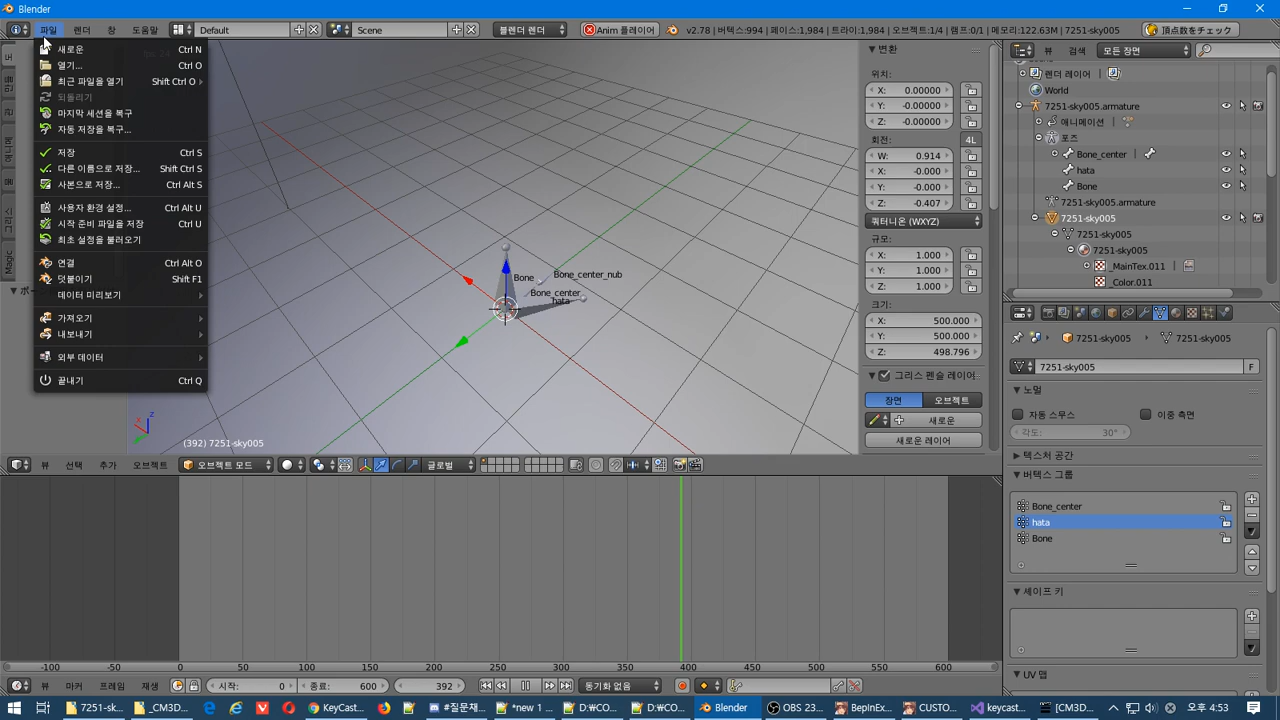 Blender
파일 렌더 창 도움말 Default Scene 블렌더 렌더 Anim 플레이어 v2.78 | 버텍스:994 | 페이스:1,984 | 트라이:1,984 | 오브젝트:1/4 | 램프:0/1 | 메모리:122.63M | 7251-sky005 頂点数をチェック
새로운 Ctrl N
열기... Ctrl O
최근 파일을 열기 Shift Ctrl O
되돌리기
마지막 세션을 복구
자동 저장을 복구...
저장 Ctrl S
다른 이름으로 저장... Shift Ctrl S
사본으로 저장... Ctrl Alt S
사용자 환경 설정... Ctrl Alt U
시작 준비 파일을 저장 Ctrl U
최초 설정을 불러오기
연결 Ctrl Alt O
덧붙이기 Shift F1
데이터 미리보기
가져오기
내보내기
외부 데이터
끝내기 Ctrl Q
Magic
Bone
Bone_center_nub
Bone_center
hata
(392) 7251-sky005
변환
위치:
X: 0.00000
Y: -0.00000
Z: -0.00000
회전: 4L
W: 0.914
X: -0.000
Y: -0.000
Z: -0.407
쿼터니온 (WXYZ)
규모:
X: 1.000
Y: 1.000
Z: 1.000
크기:
X: 500.000
Y: 500.000
Z: 498.796
그리스 펜슬 레이어
장면 오브젝트
새로운
새로운 레이어
뷰 검색 모든 장면
렌더 레이어
World
7251-sky005.armature
애니메이션
포즈
Bone_center
hata
Bone
7251-sky005.armature
7251-sky005
7251-sky005
7251-sky005
_MainTex.011
_Color.011
7251-sky005 7251-sky005
7251-sky005 F
노멀
자동 스무스 이중 측면
각도: 30°
텍스처 공간
버텍스 그룹
Bone_center
hata
Bone
셰이프 키
UV 맵
뷰 선택 추가 오브젝트 오브젝트 모드 글로벌
-100 -50 0 50 100 150 200 250 300 350 400 450 500 550 600
뷰 마커 프레임 재생 시작: 0 종료: 600 392 동기화 없음
7251-sk... _CM3D... KeyCast... #질문재... *new 1 ... D:₩CO... D:₩CO... Blender OBS 23... BepInEx... CUSTO... keycast... [CM3D... 오후 4:53